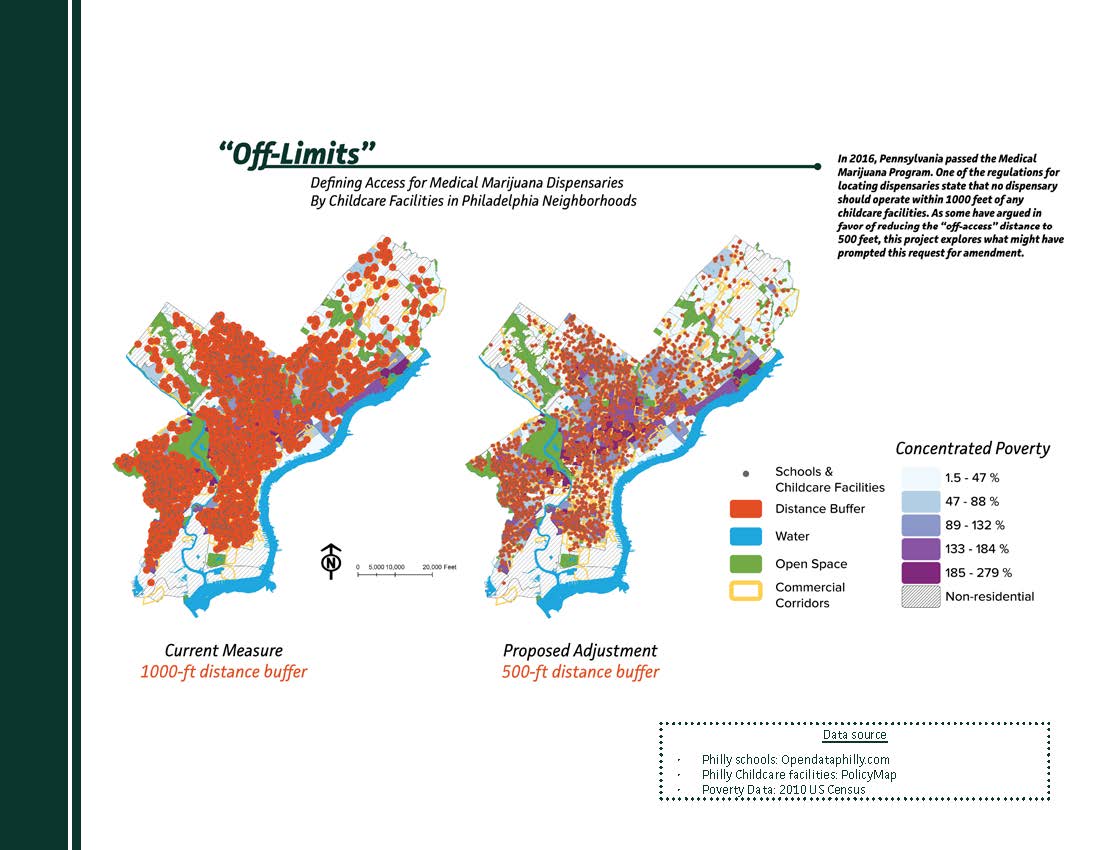 “Off-Limits”
Defining Access for Medical Marijuana Dispensaries
By Childcare Facilities in Philadelphia Neighborhoods
In 2016, Pennsylvania passed the Medical
Marijuana Program. One of the regulations for
locating dispensaries state that no dispensary
should operate within 1000 feet of any
childcare facilities. As some have argued in
favor of reducing the “off-access” distance to
500 feet, this project explores what might have
prompted this request for amendment.
N
0 5,000 10,000 20,000 Feet
Current Measure
1000-ft distance buffer
Proposed Adjustment
500-ft distance buffer
Schools &
Childcare Facilities
Distance Buffer
Water
Open Space
Commercial
Corridors
Concentrated Poverty
1.5 - 47 %
47 - 88 %
89 - 132 %
133 - 184 %
185 - 279 %
Non-residential
Data source
· Philly schools: Opendataphilly.com
· Philly Childcare facilities: PolicyMap
· Poverty Data: 2010 US Census